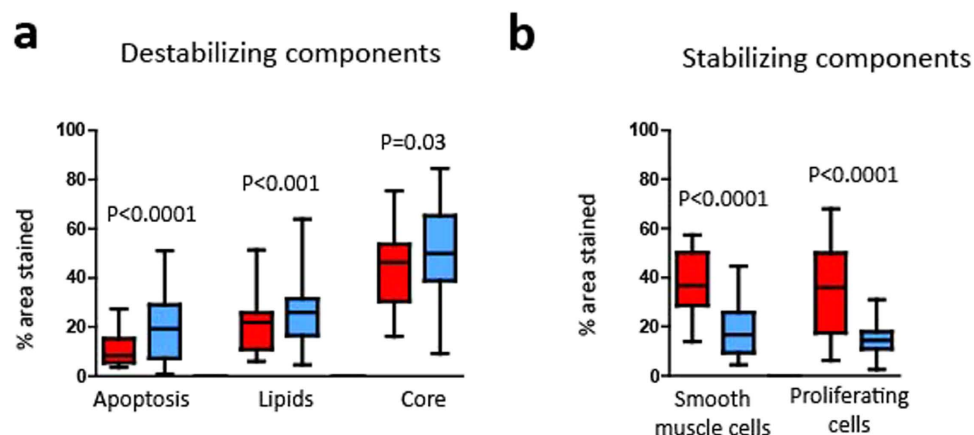 a
Destabilizing components
% area stained
100
80
60
40
20
0
P<0.0001
P<0.001
P=0.03
Apoptosis
Lipids
Core
b
Stabilizing components
% area stained
100
80
60
40
20
0
P<0.0001
P<0.0001
Smooth
muscle cells
Proliferating
cells